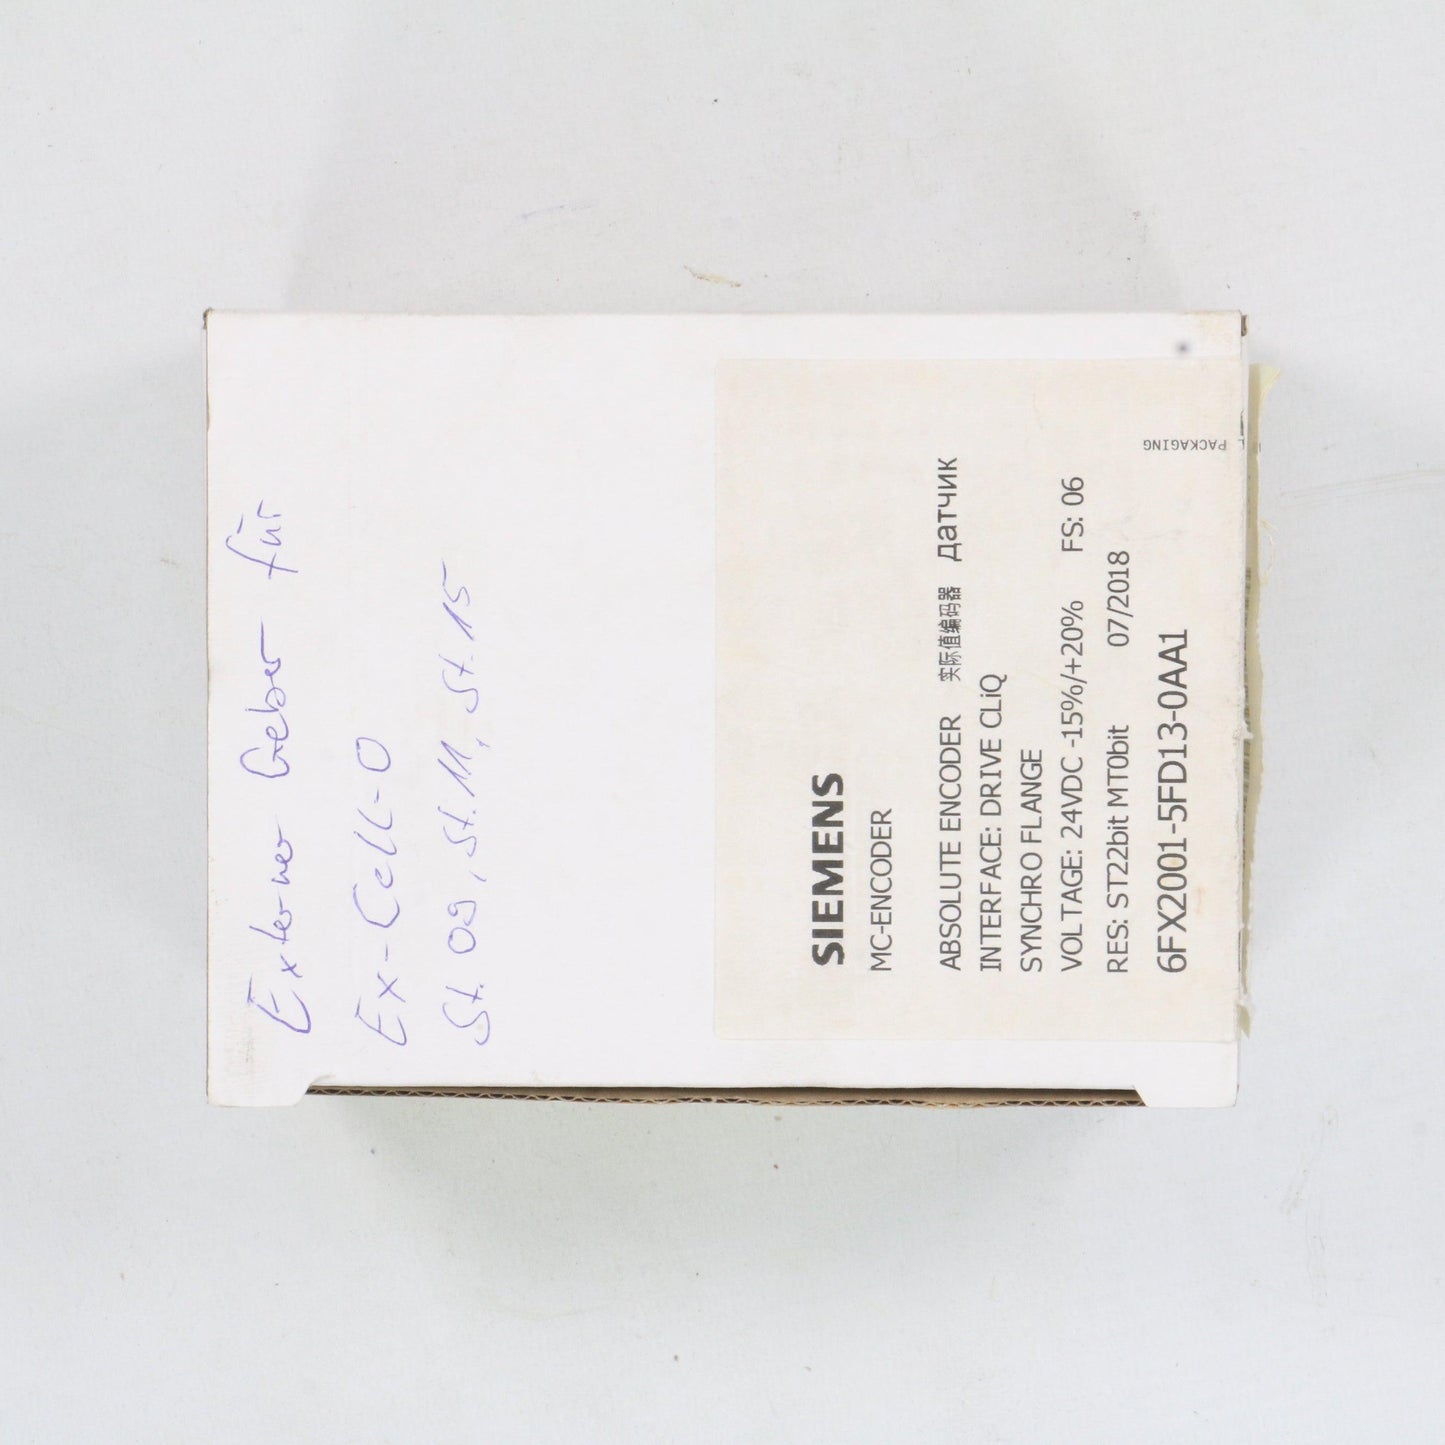 Externer Geber für
Ex-Cell-O
St. 09, St. 11, St. 15
SIEMENS
MC-ENCODER
ABSOLUTE ENCODER 实际值编码器 датчик
INTERFACE: DRIVE CLiQ
SYNCHRO FLANGE
VOLTAGE: 24VDC -15%/+20% FS: 06
RES: ST22bit MT0bit 07/2018
6FX2001-5FD13-0AA1
PACKAGING